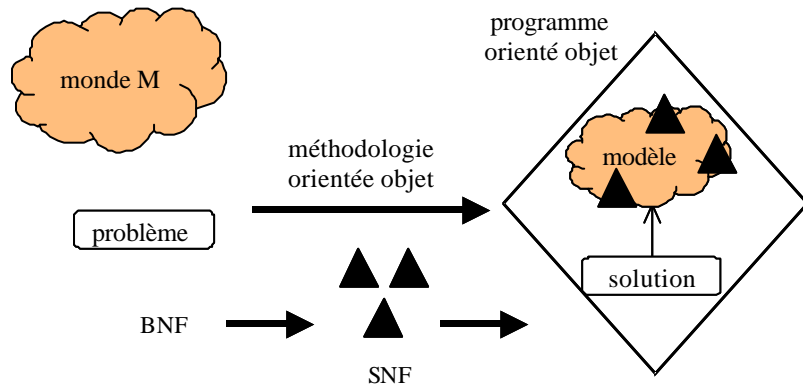 programme
orienté objet
monde M
méthodologie
orientée objet
modèle
problème
solution
BNF
SNF